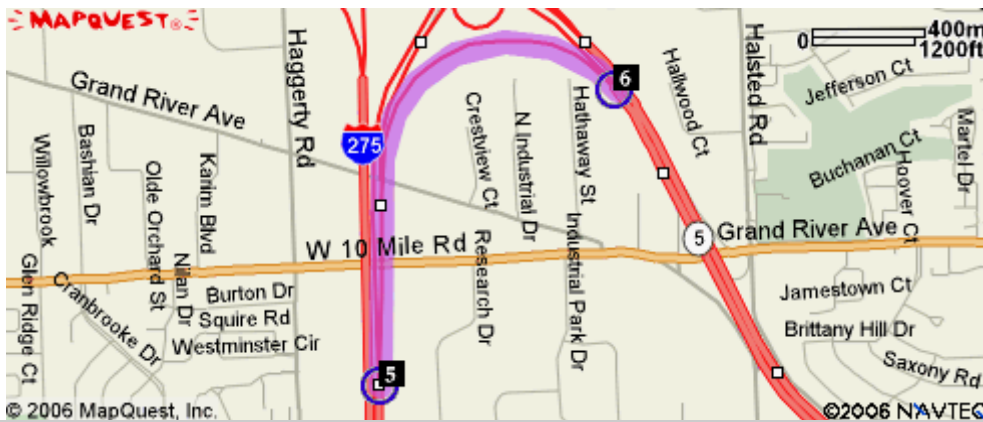 MAPQUEST®
400m
0
1200ft
Grand River Ave
Haggerty Rd
275
6
Hallwood Ct
Halsted Rd
Jefferson Ct
Buchanan Ct
Martel Dr
Hoover Ct
Willowbrook
Bashian Dr
Olde Orchard St
Karim Blvd
Crestview Ct
N Industrial Dr
Hathaway St
5
Grand River Ave
W 10 Mile Rd
Glen Ridge Ct
Cranbrooke Dr
Nilan Dr
Burton Dr
Squire Rd
Westminster Cir
Research Dr
Industrial Park Dr
Jamestown Ct
Brittany Hill Dr
Saxony Rd
5
© 2006 MapQuest, Inc.
©2006 NAVTEQ